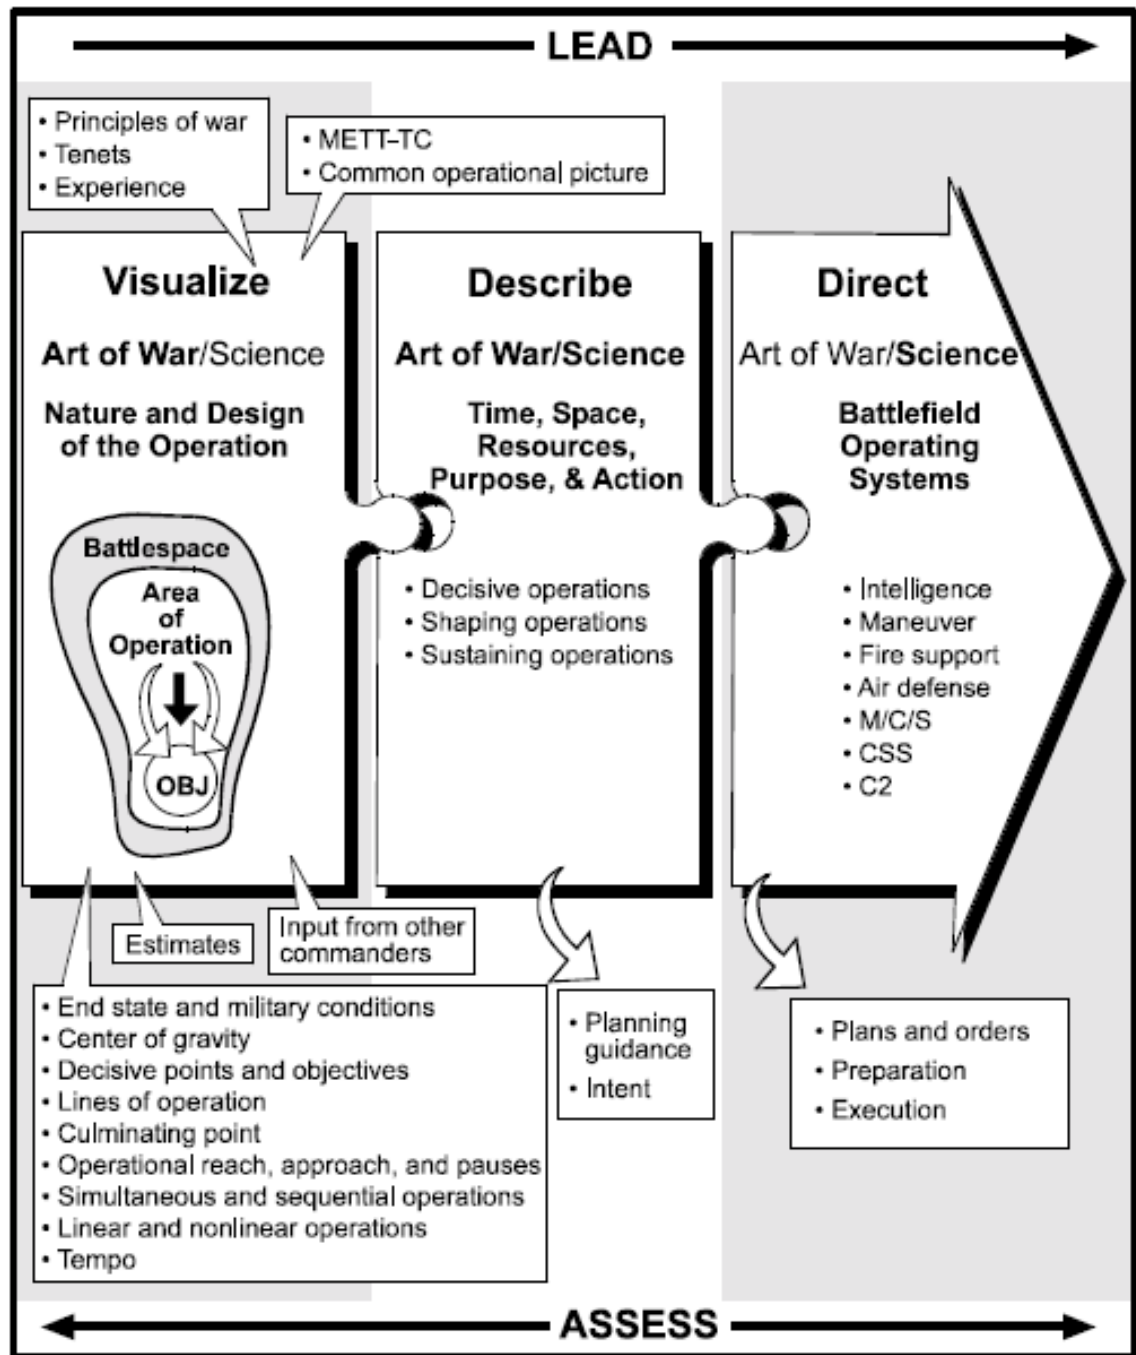 LEAD
• Principles of war
• Tenets
• Experience
• METT–TC
• Common operational picture
Visualize
Art of War/Science
Nature and Design
of the Operation
Battlespace
Area
of
Operation
OBJ
Describe
Art of War/Science
Time, Space,
Resources,
Purpose, & Action
• Decisive operations
• Shaping operations
• Sustaining operations
Direct
Art of War/Science
Battlefield
Operating
Systems
• Intelligence
• Maneuver
• Fire support
• Air defense
• M/C/S
• CSS
• C2
Estimates
Input from other
commanders
• End state and military conditions
• Center of gravity
• Decisive points and objectives
• Lines of operation
• Culminating point
• Operational reach, approach, and pauses
• Simultaneous and sequential operations
• Linear and nonlinear operations
• Tempo
• Planning
guidance
• Intent
• Plans and orders
• Preparation
• Execution
ASSESS